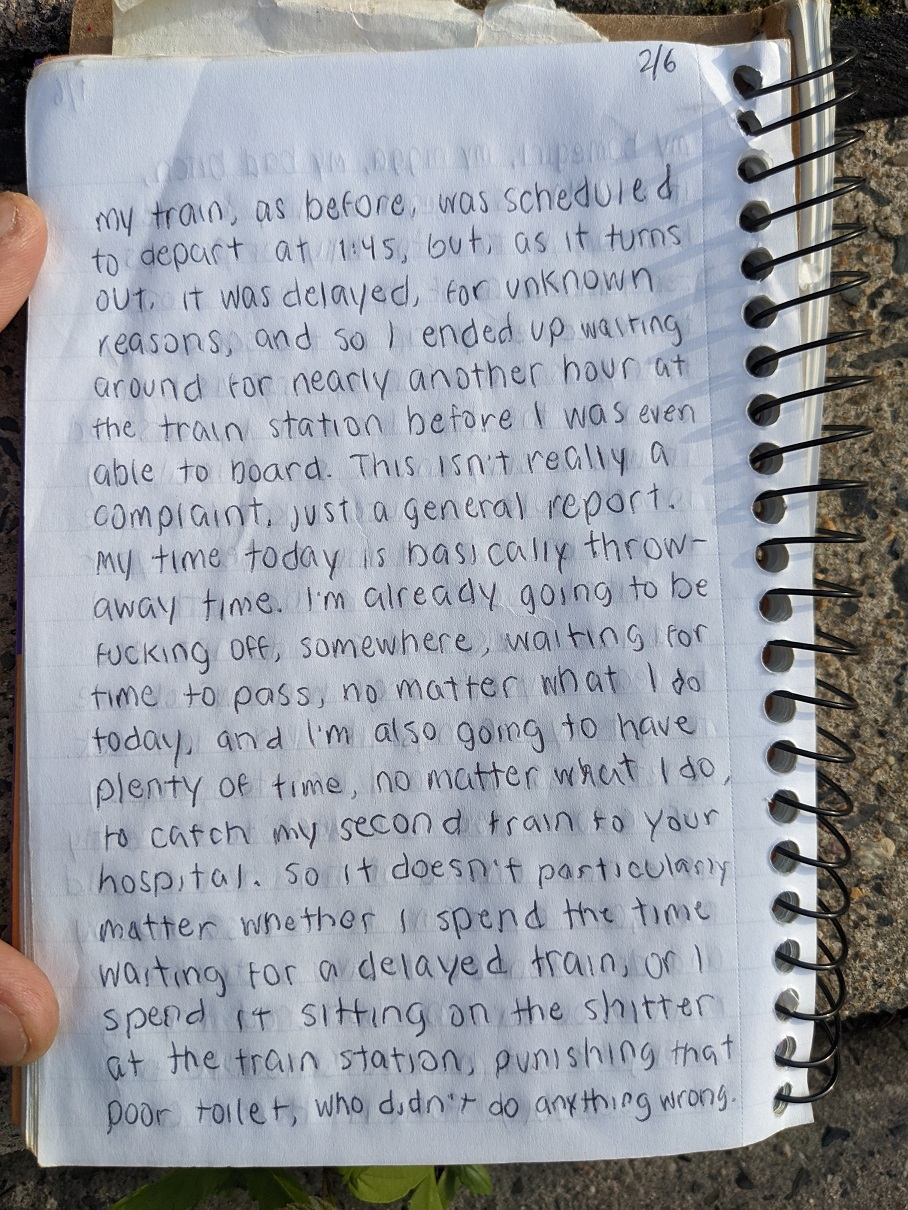 2/6
my train, as before, was scheduled
to depart at 1:45, but, as it turns
out, it was delayed, for unknown
reasons, and so I ended up waiting
around for nearly another hour at
the train station before I was even
able to board. This isn't really a
complaint, just a general report.
my time today is basically throw-
away time. I'm already going to be
fucking off, somewhere, waiting for
time to pass, no matter what I do
today, and I'm also going to have
plenty of time, no matter what I do,
to catch my second train to your
hospital. So it doesn't particularly
matter whether I spend the time
waiting for a delayed train, or I
spend it sitting on the shitter
at the train station, punishing that
poor toilet, who didn't do anything wrong.